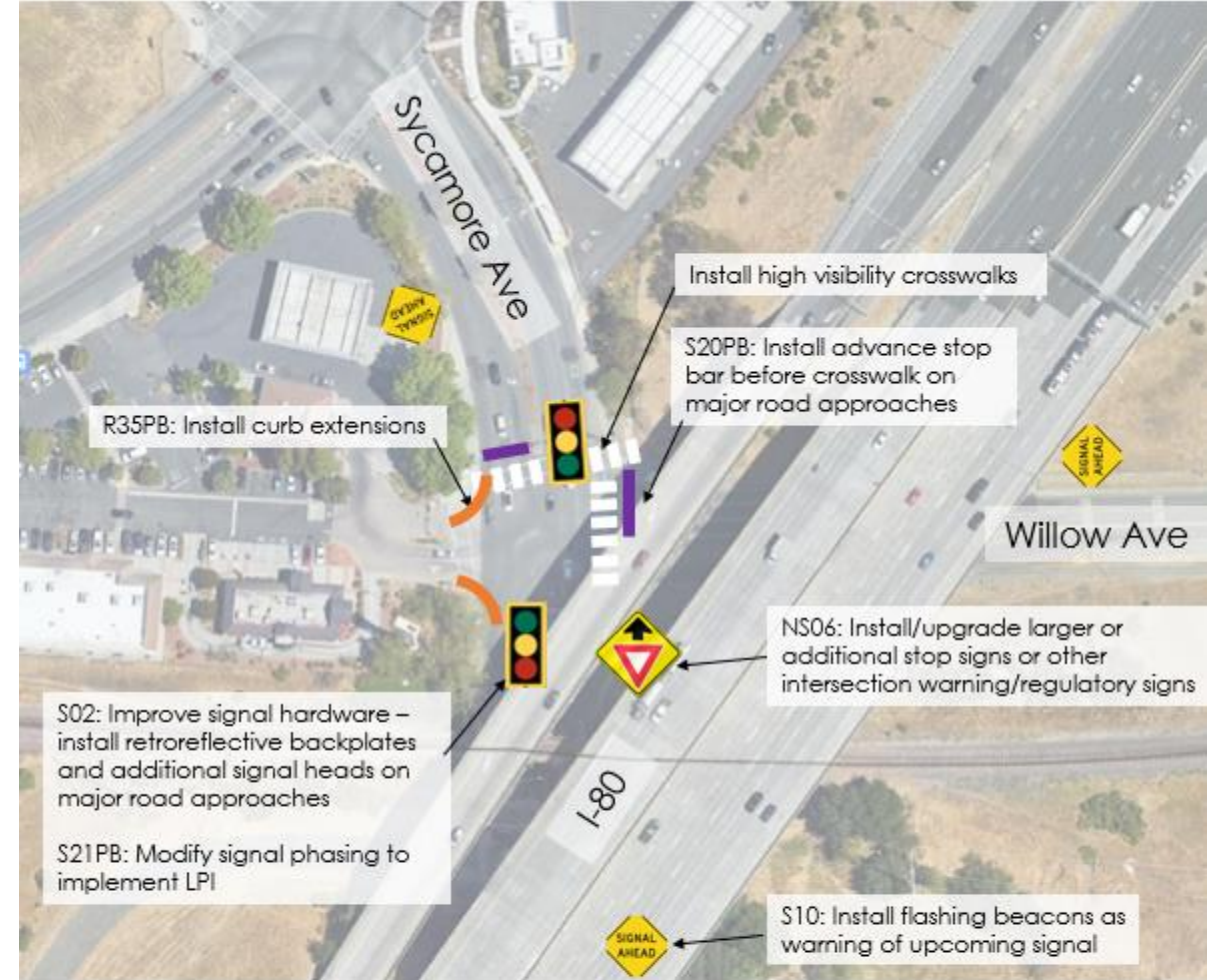 Sycamore Ave
Install high visibility crosswalks
SIGNAL
AHEAD
S20PB: Install advance stop
bar before crosswalk on
major road approaches
R35PB: Install curb extensions
SIGNAL
AHEAD
Willow Ave
NS06: Install/upgrade larger or
additional stop signs or other
intersection warning/regulatory signs
S02: Improve signal hardware –
install retroreflective backplates
and additional signal heads on
major road approaches
S21PB: Modify signal phasing to
implement LPI
I-80
S10: Install flashing beacons as
warning of upcoming signal
SIGNAL
AHEAD